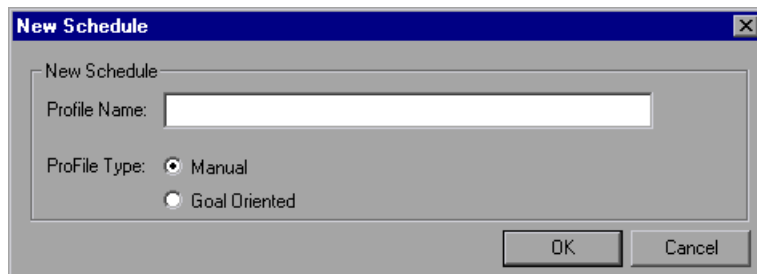 New Schedule
New Schedule
Profile Name:
ProFile Type: Manual
Goal Oriented
OK Cancel